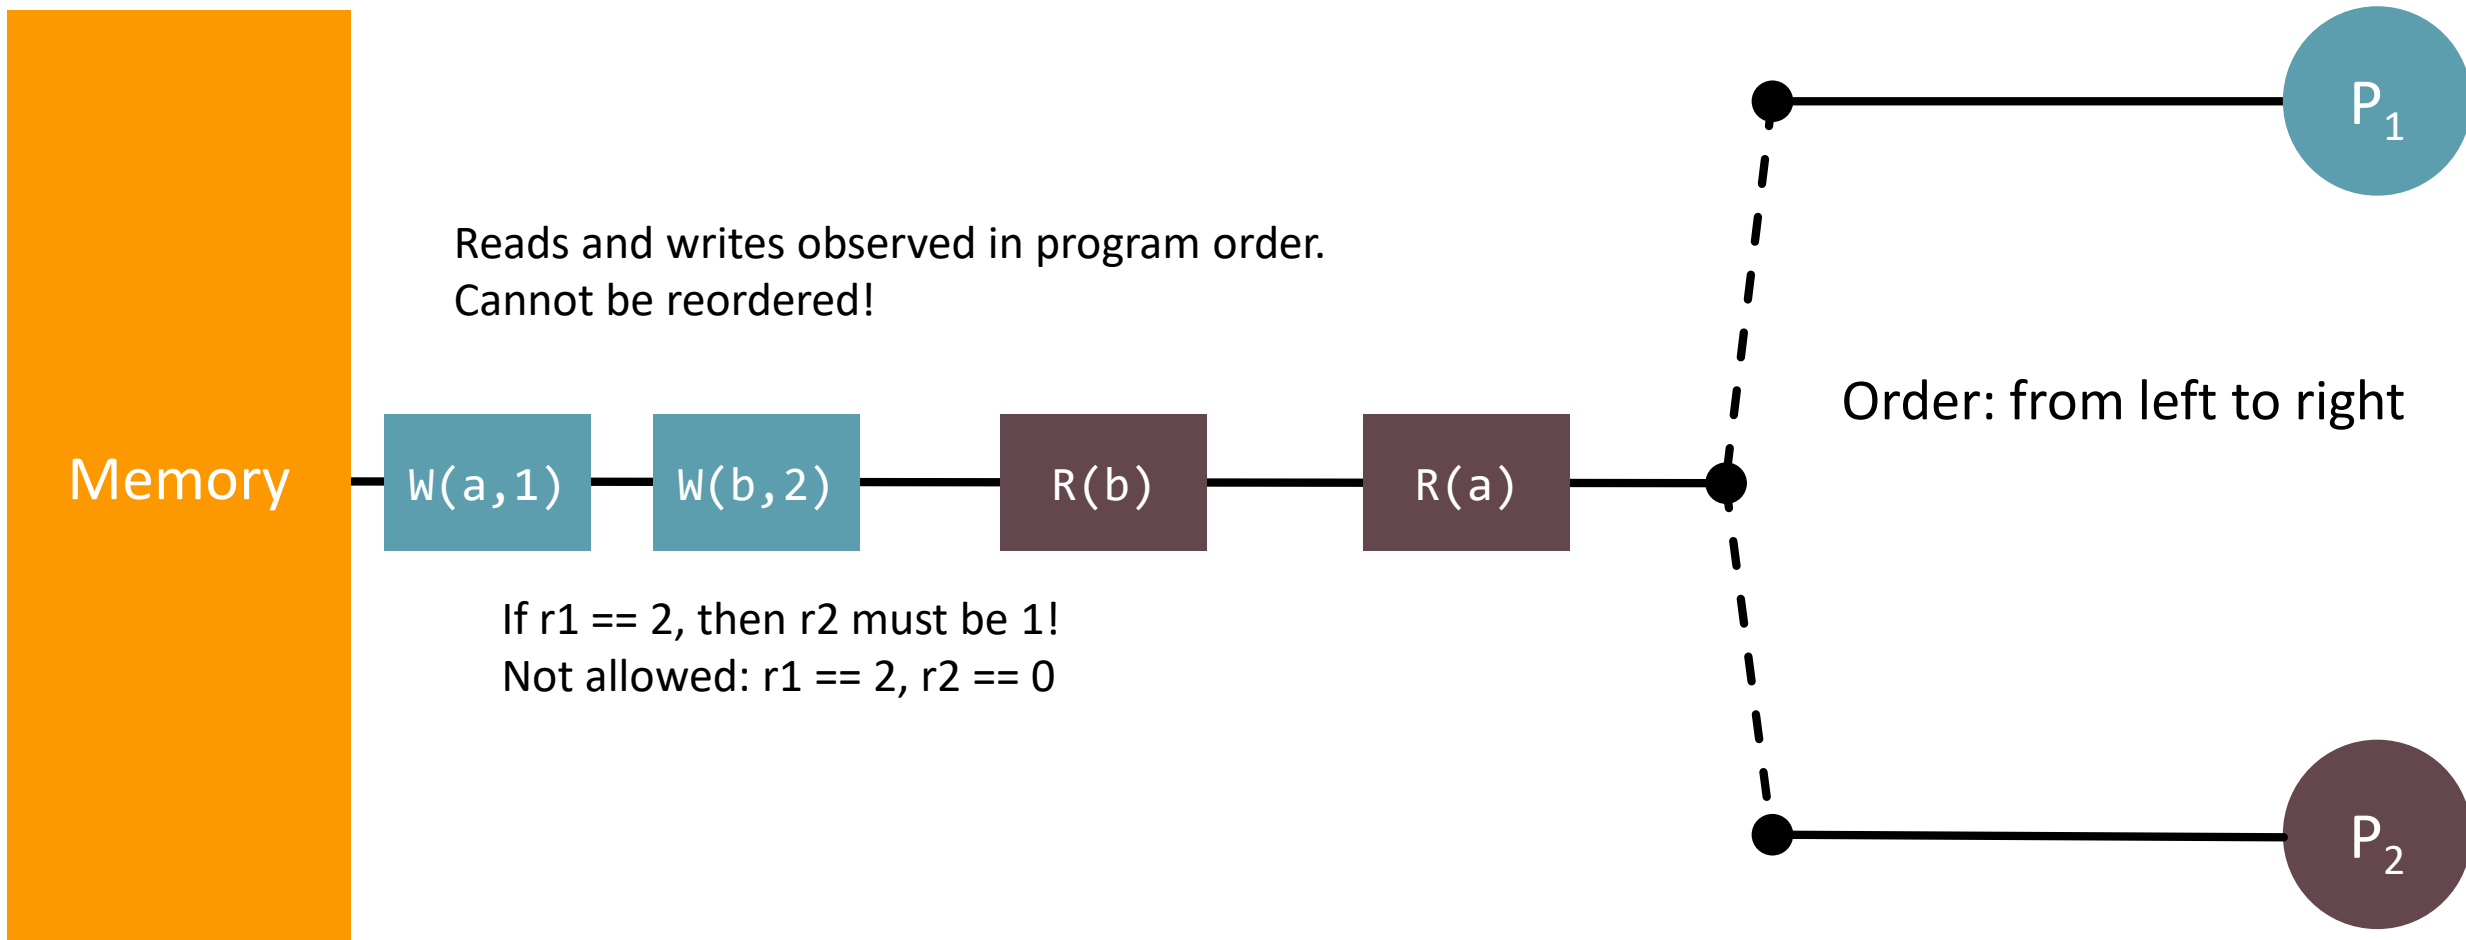 P1
Reads and writes observed in program order.
Cannot be reordered!
Order: from left to right
Memory
W(a,1)
W(b,2)
R(b)
R(a)
If r1 == 2, then r2 must be 1!
Not allowed: r1 == 2, r2 == 0
P2